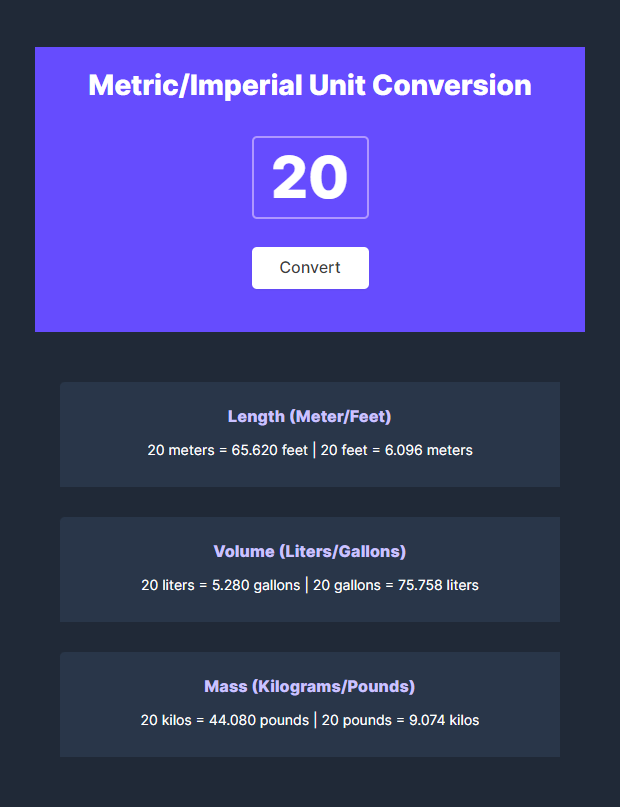 Metric/Imperial Unit Conversion
20
Convert
Length (Meter/Feet)
20 meters = 65.620 feet | 20 feet = 6.096 meters
Volume (Liters/Gallons)
20 liters = 5.280 gallons | 20 gallons = 75.758 liters
Mass (Kilograms/Pounds)
20 kilos = 44.080 pounds | 20 pounds = 9.074 kilos